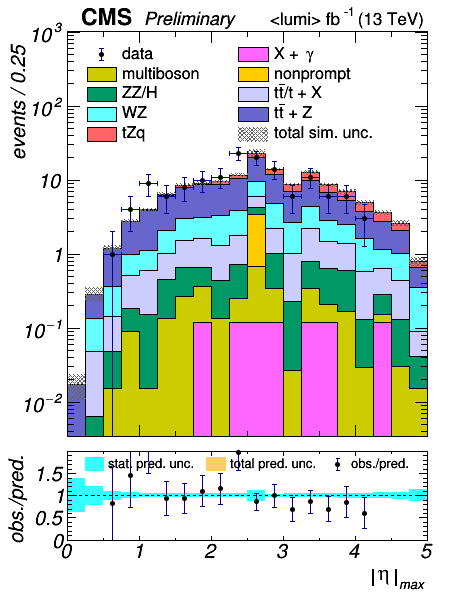 CMS Preliminary <lumi> fb⁻¹ (13 TeV)
events / 0.25
10³
10²
10
1
10⁻¹
10⁻²
data
multiboson
ZZ/H
WZ
tZq
X + γ
nonprompt
tt̄/t + X
tt̄ + Z
total sim. unc.
obs./pred.
1.5
1
0.5
0
stat. pred. unc. total pred. unc. obs./pred.
0 1 2 3 4 5
|η|max